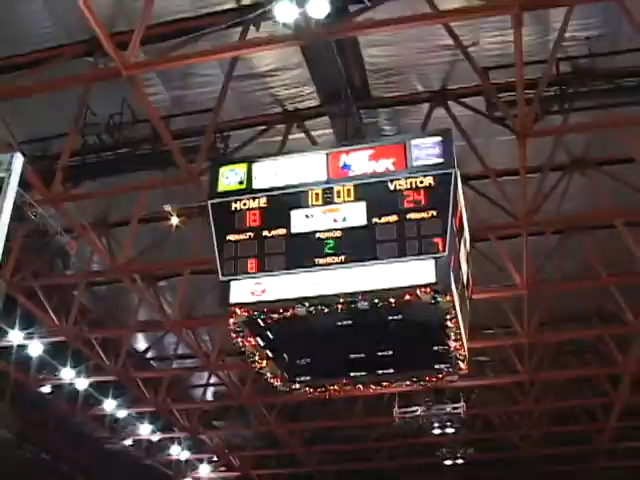 10:00
HOME
VISITOR
18
24
PENALTY PLAYER
PERIOD
PLAYER PENALTY
2
8
7
TIMEOUT